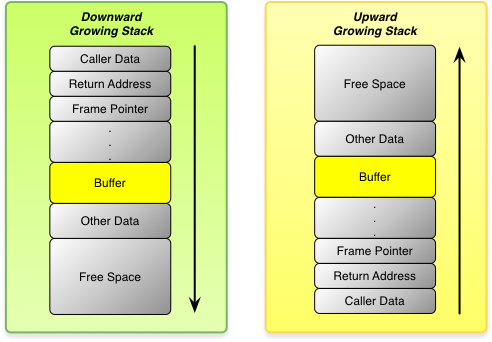 Downward
Growing Stack
Caller Data
Return Address
Frame Pointer
.
.
.
Buffer
Other Data
Free Space
Upward
Growing Stack
Free Space
Other Data
Buffer
.
.
.
Frame Pointer
Return Address
Caller Data